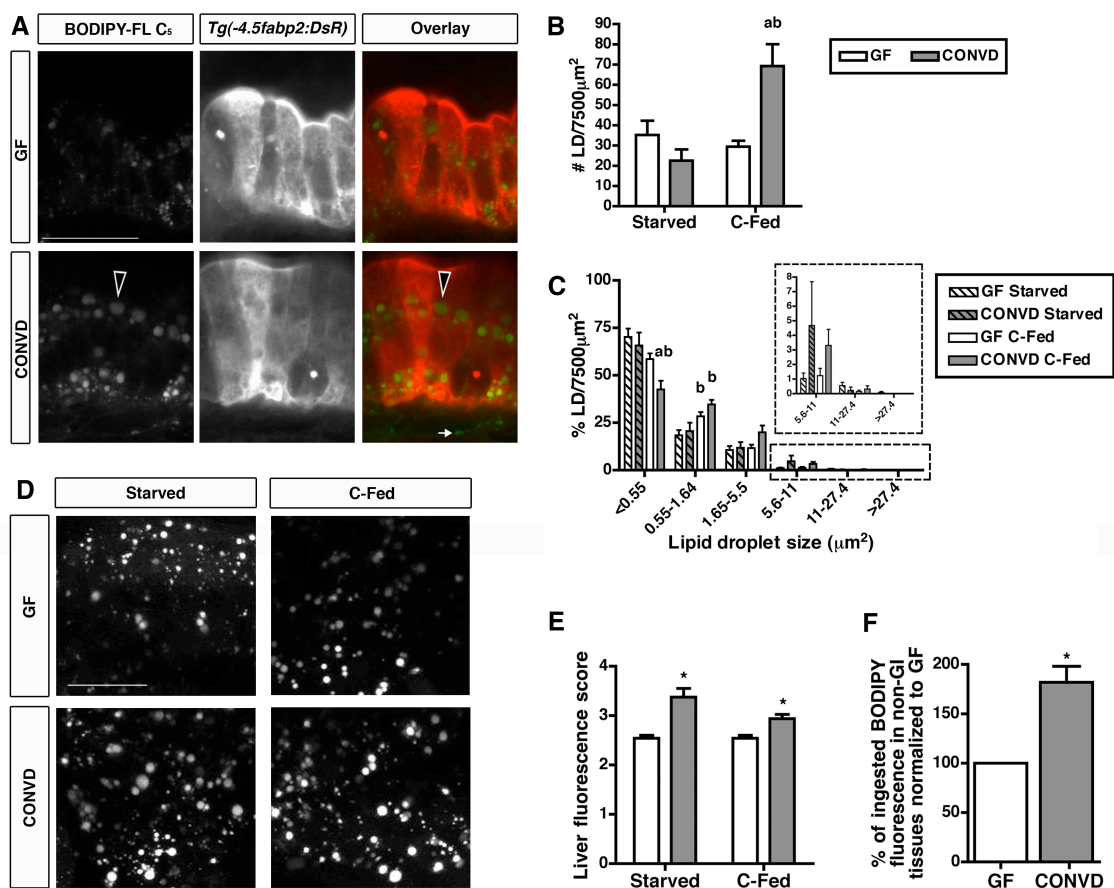 A
BODIPY-FL C₅
Tg(-4.5fabp2:DsR)
Overlay
GF
CONVD
B
# LD/7500μm²
90
80
70
60
50
40
30
20
10
0
ab
Starved
C-Fed
GF
CONVD
C
% LD/7500μm²
100
75
50
25
0
ab
b
b
<0.55
0.55-1.64
1.65-5.5
5.6-11
11-27.4
>27.4
Lipid droplet size (μm²)
8
7
6
5
4
3
2
1
0
5.6-11
11-27.4
>27.4
GF Starved
CONVD Starved
GF C-Fed
CONVD C-Fed
D
Starved
C-Fed
GF
CONVD
E
Liver fluorescence score
4
3
2
1
0
*
*
Starved
C-Fed
F
% of ingested BODIPY
fluorescence in non-GI
tissues normalized to GF
200
150
100
50
0
*
GF
CONVD